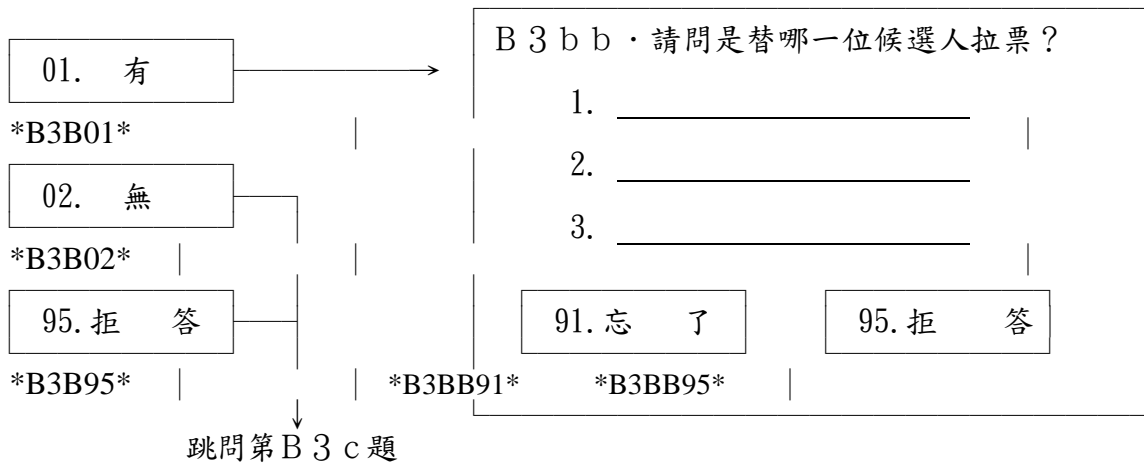 Ｂ３ｂｂ．請問是替哪一位候選人拉票？
01. 有
1.
*B3B01*
2.
02. 無
3.
*B3B02*
95.拒 答
91.忘 了
95.拒 答
*B3B95*
*B3BB91*
*B3BB95*
跳問第Ｂ３ｃ題